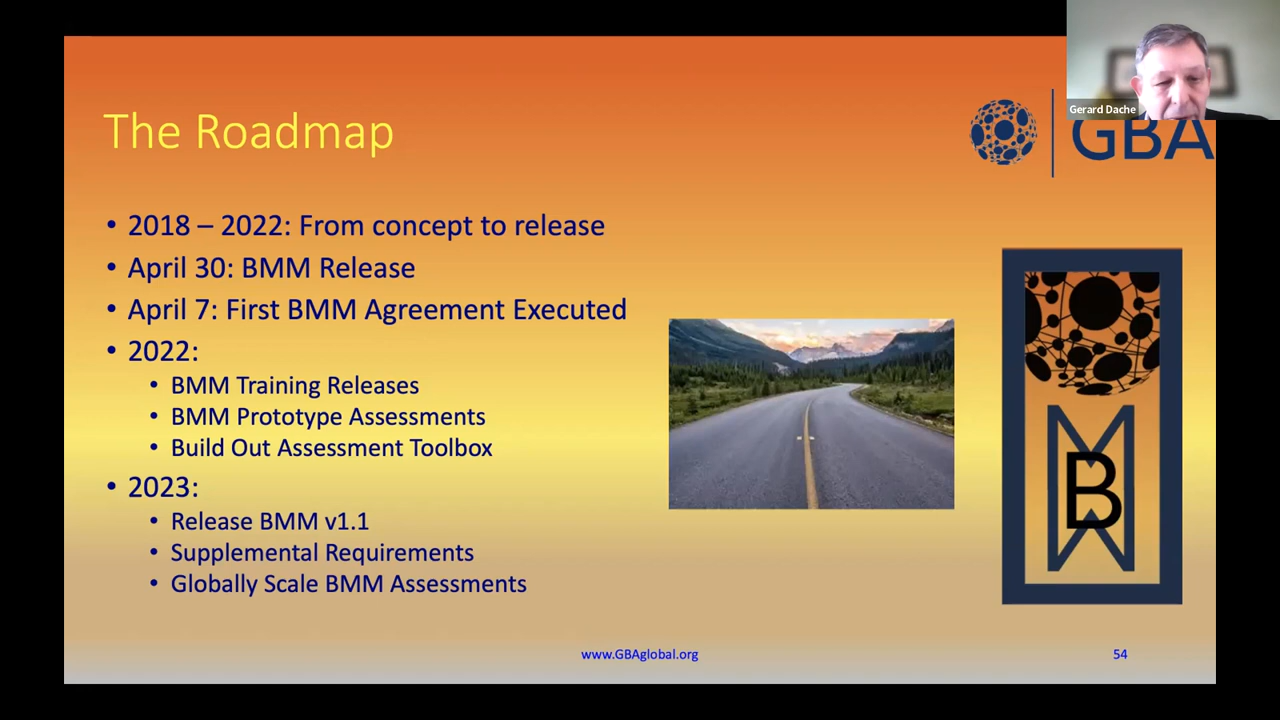 Gerard Dache
The Roadmap
GBA
• 2018 – 2022: From concept to release
• April 30: BMM Release
• April 7: First BMM Agreement Executed
• 2022:
• BMM Training Releases
• BMM Prototype Assessments
• Build Out Assessment Toolbox
• 2023:
• Release BMM v1.1
• Supplemental Requirements
• Globally Scale BMM Assessments
B
www.GBAglobal.org
54